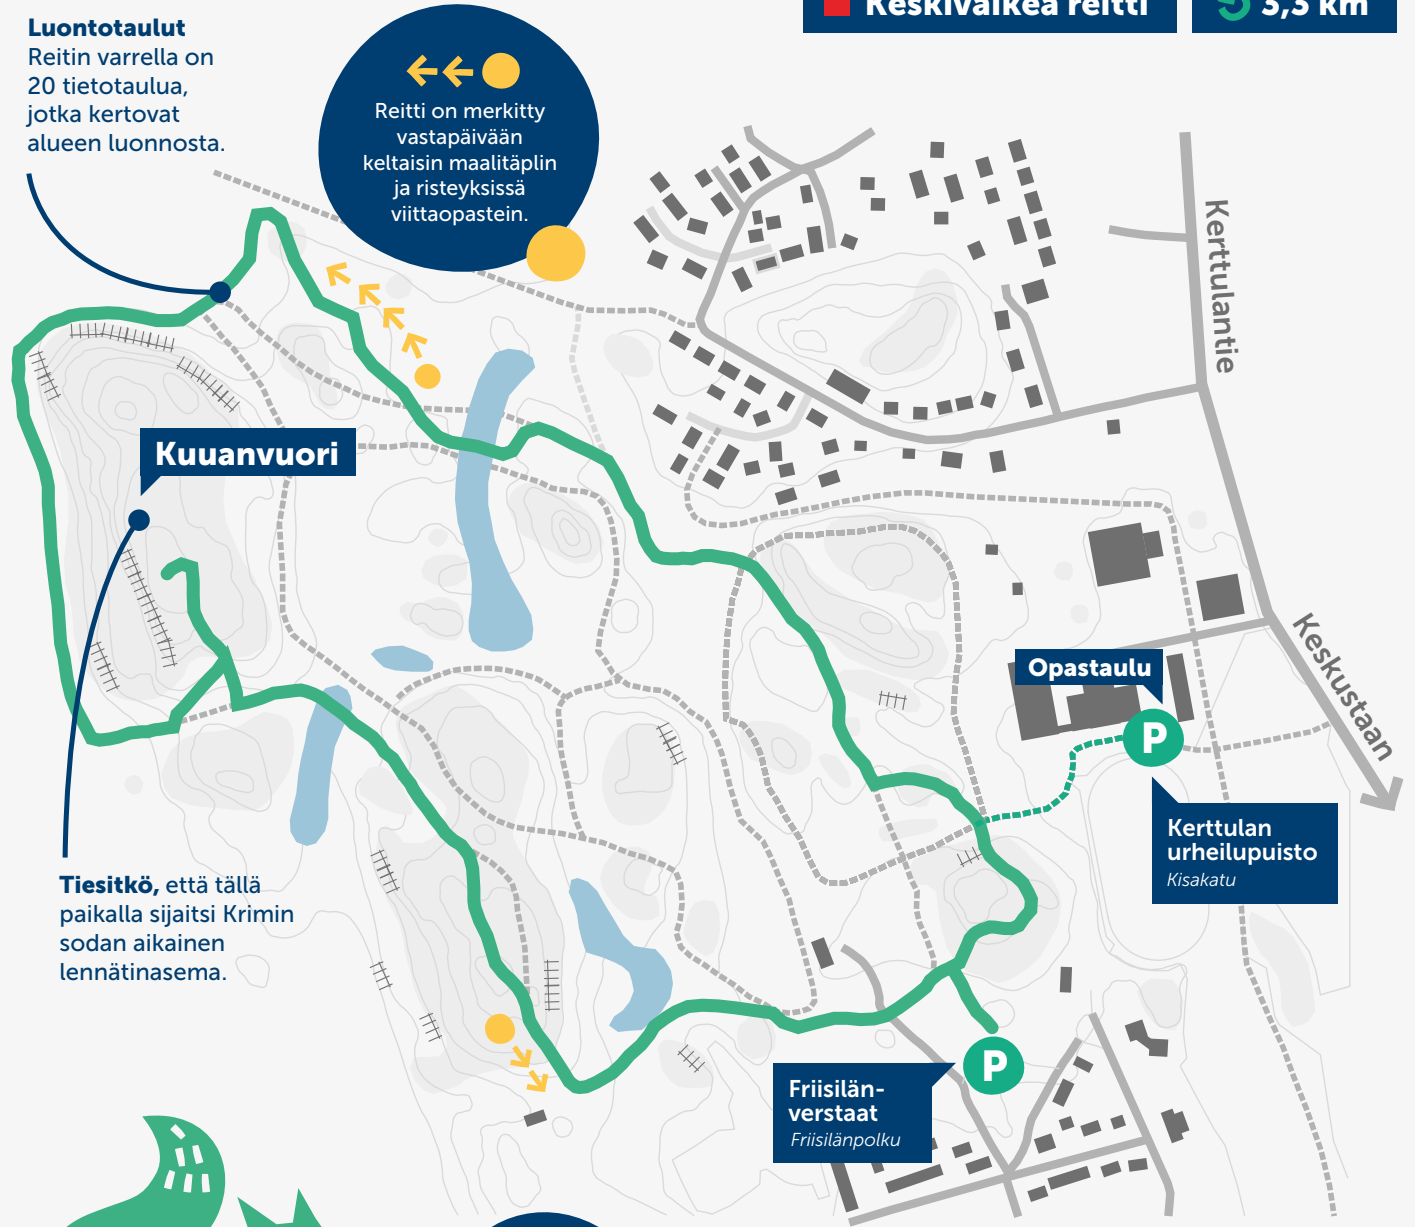 Keskivaikea reitti
3,3 km
Luontotaulut
Reitin varrella on
20 tietotaulua,
jotka kertovat
alueen luonnosta.
Reitti on merkitty
vastapäivään
keltaisin maalitäplin
ja risteyksissä
viittaopastein.
Kerttulantie
Kuuanvuori
Keskustaan
Opastaulu
P
Kerttulan
urheilupuisto
Kisakatu
Tiesitkö, että tällä
paikalla sijaitsi Krimin
sodan aikainen
lennätinasema.
P
Friisilän-
verstaat
Friisilänpolku